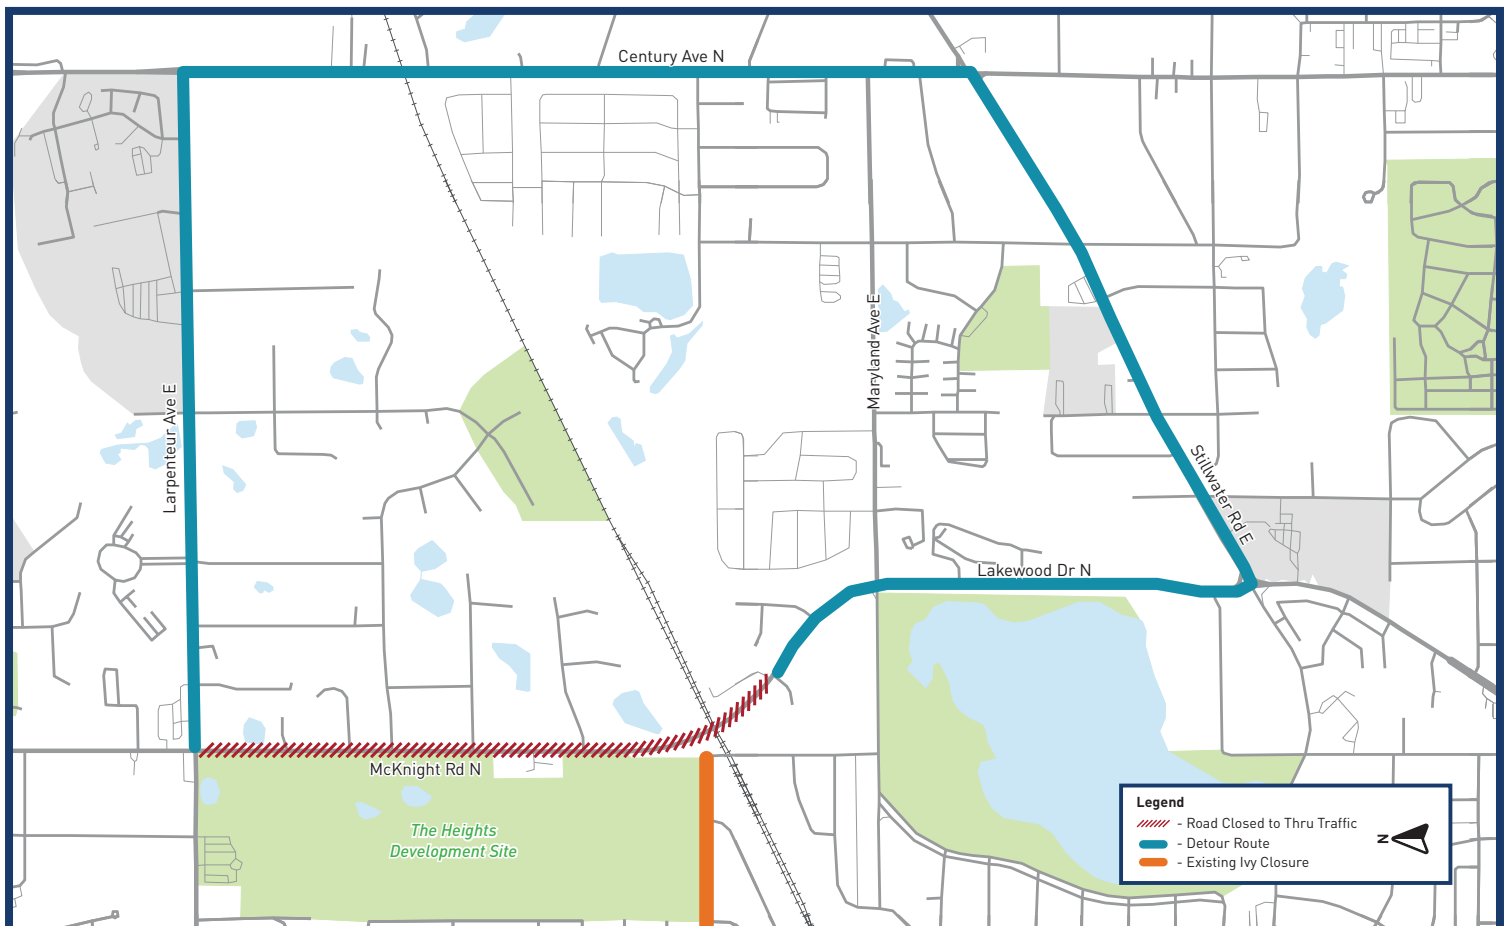 Century Ave N
Larpenteur Ave E
Maryland Ave E
Stillwater Rd E
Lakewood Dr N
McKnight Rd N
The Heights
Development Site
Legend
- Road Closed to Thru Traffic
- Detour Route
- Existing Ivy Closure
N